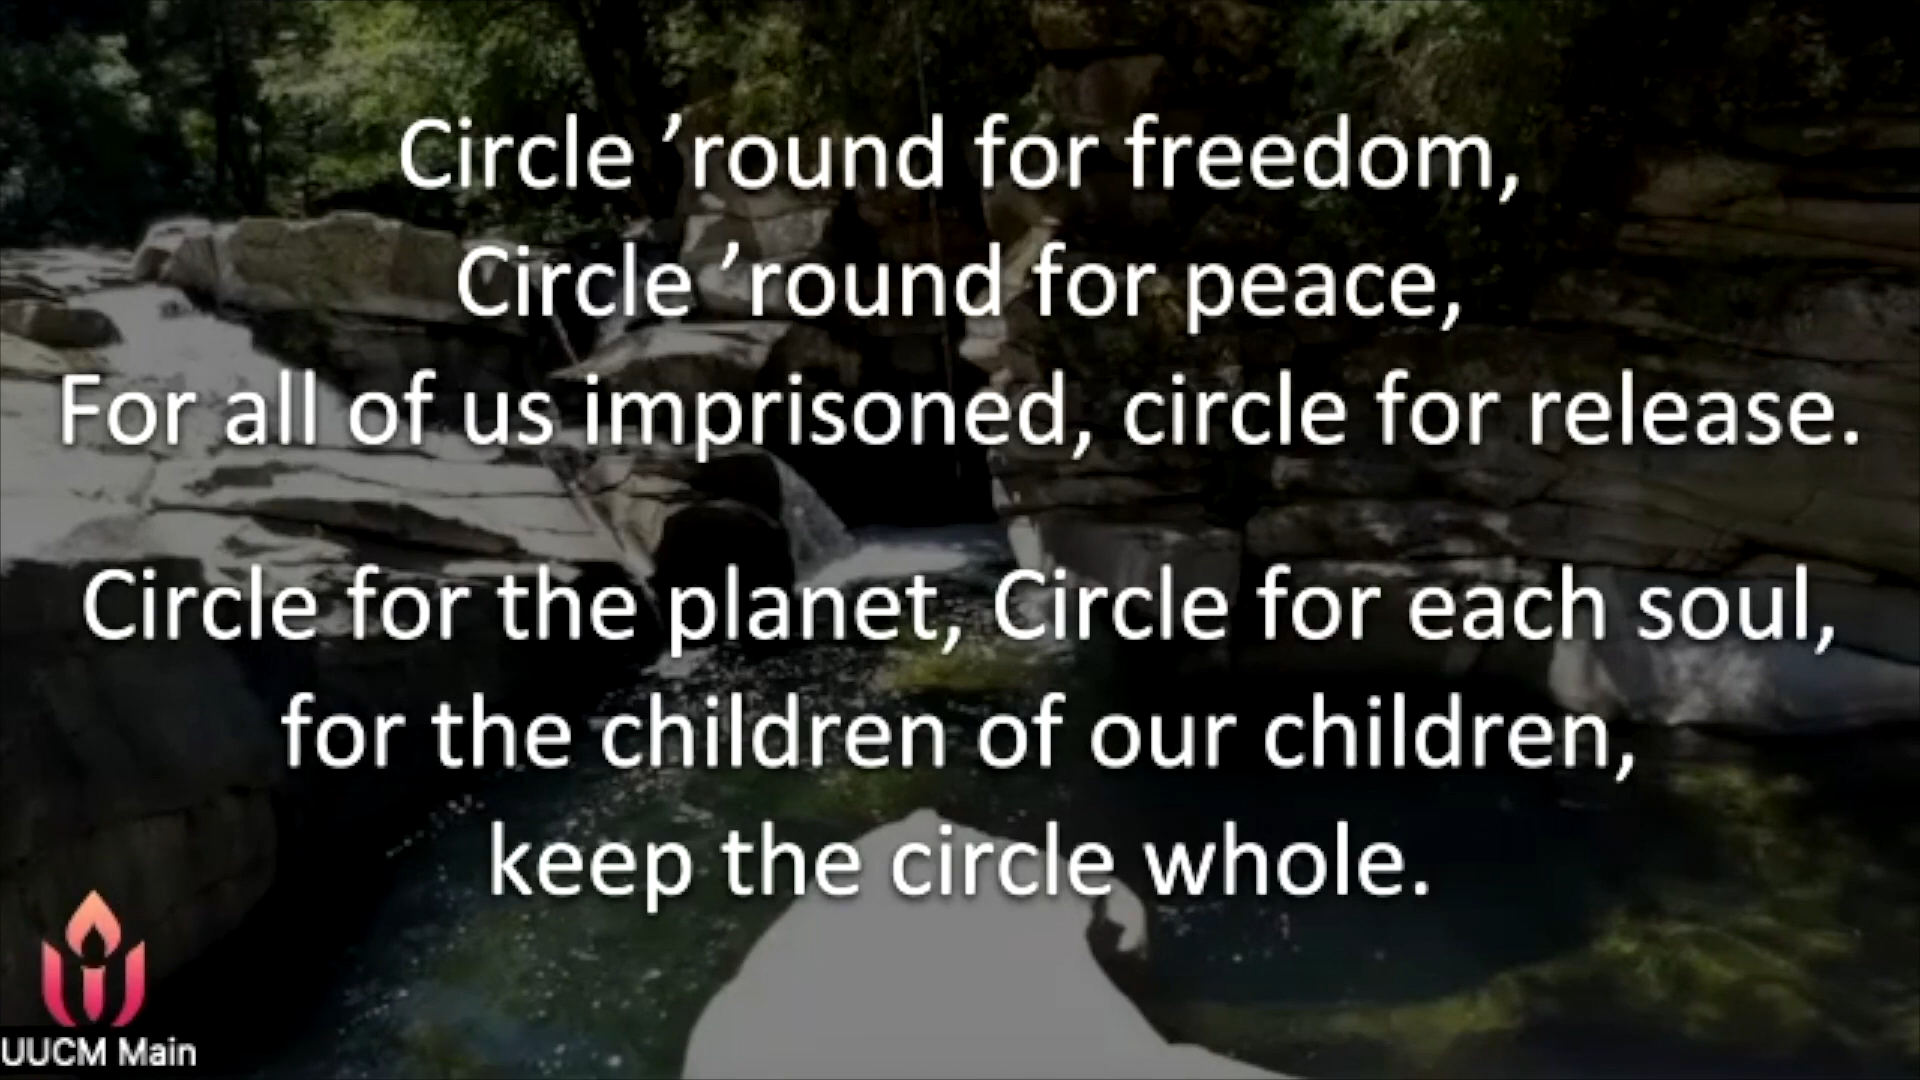 Circle ’round for freedom,
Circle ’round for peace,
For all of us imprisoned, circle for release.
Circle for the planet, Circle for each soul,
for the children of our children,
keep the circle whole.
UUCM Main